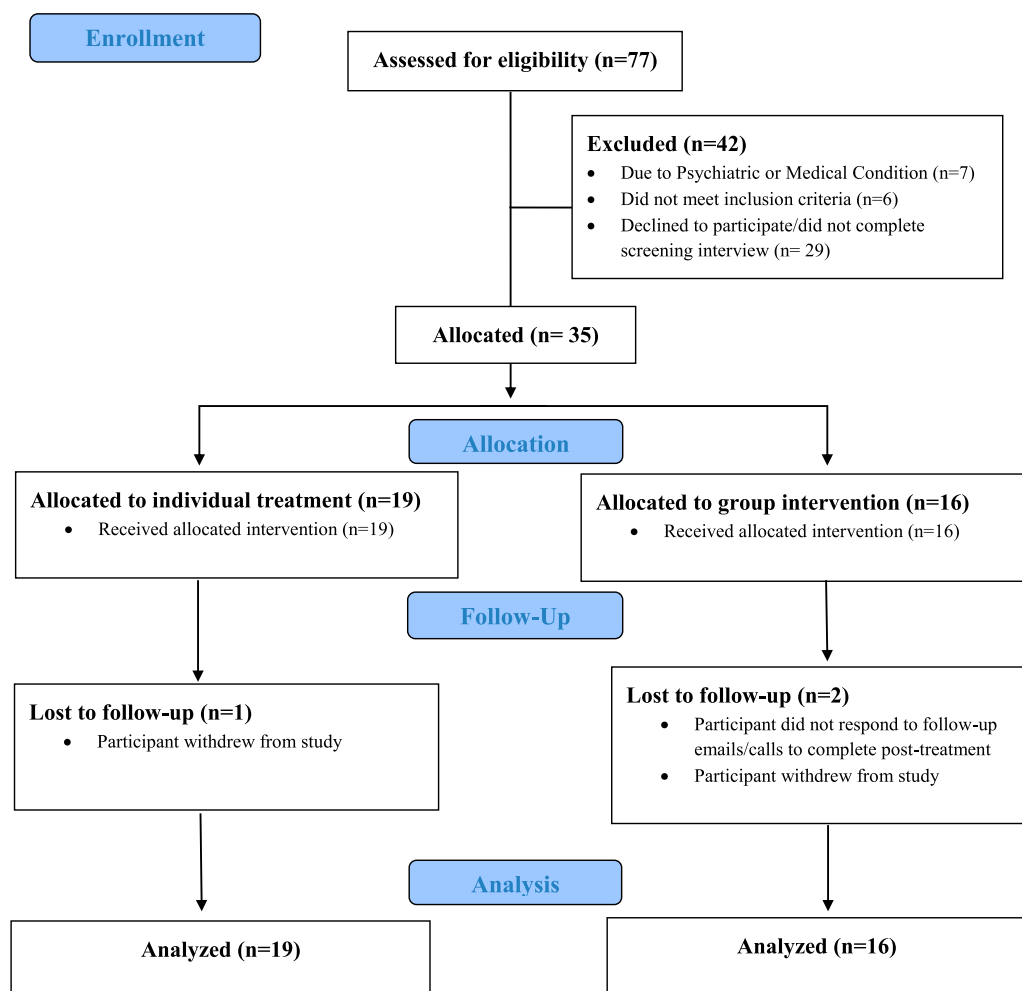 Enrollment
Assessed for eligibility (n=77)
Excluded (n=42)
• Due to Psychiatric or Medical Condition (n=7)
• Did not meet inclusion criteria (n=6)
• Declined to participate/did not complete
screening interview (n= 29)
Allocated (n= 35)
Allocation
Allocated to individual treatment (n=19)
• Received allocated intervention (n=19)
Allocated to group intervention (n=16)
• Received allocated intervention (n=16)
Follow-Up
Lost to follow-up (n=1)
• Participant withdrew from study
Lost to follow-up (n=2)
• Participant did not respond to follow-up
emails/calls to complete post-treatment
• Participant withdrew from study
Analysis
Analyzed (n=19)
Analyzed (n=16)